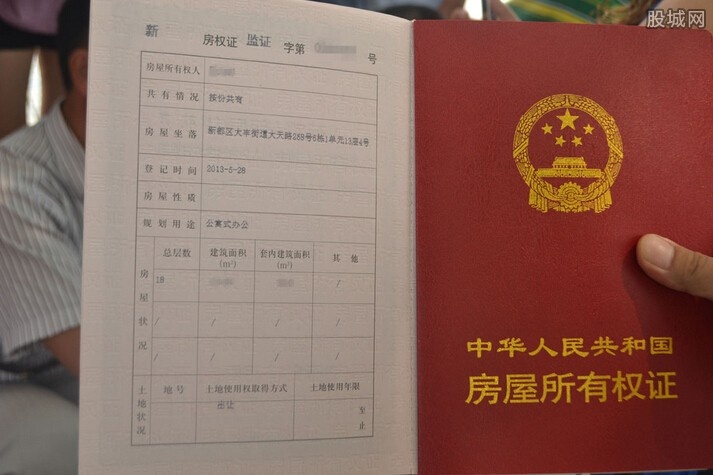 股城网
新 房权证 监证 字第 号
房屋所有权人
共有情况 按份共有
房屋坐落 新都区大丰街道大天路258号6栋1单元13层4号
登记时间 2013-5-28
房屋性质
规划用途 公寓式办公
房屋状况
总层数 建筑面积(m²) 套内建筑面积(m²) 其他
18 /
/ / / /
/ / / /
土地状况
地号 土地使用权取得方式 土地使用年限
出让 至
止
中华人民共和国
房屋所有权证